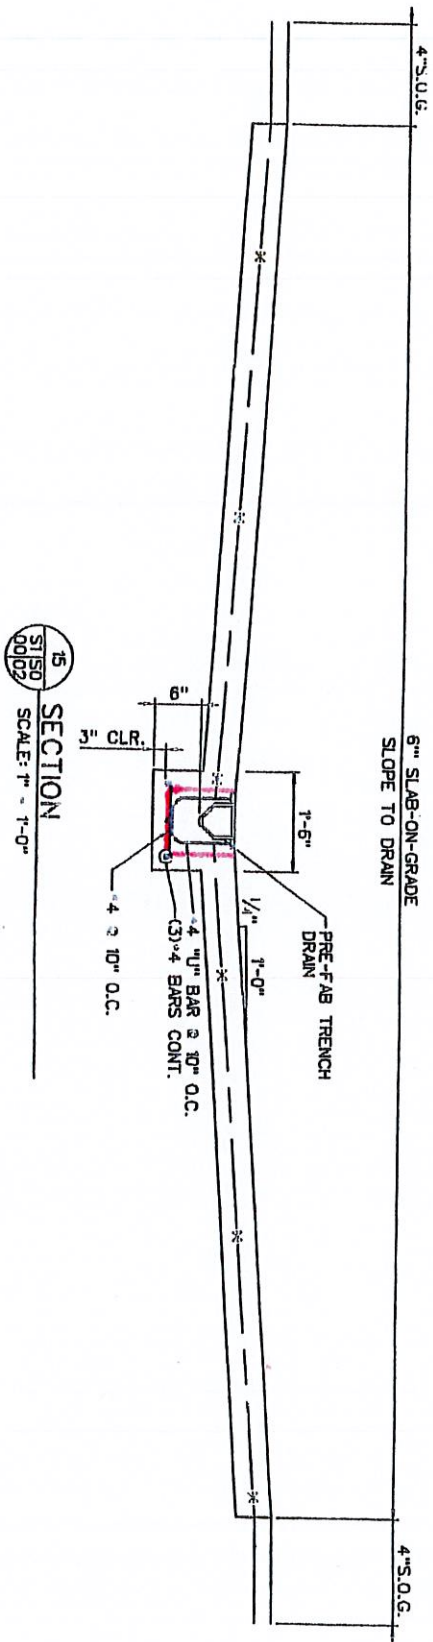 4"S.O.G.
6"" SLAB-ON-GRADE
SLOPE TO DRAIN
4"S.O.G.
PRE-FAB TRENCH
DRAIN
1'-6"
1/4"
1'-0"
6"
3" CLR.
#4 "U" BAR @ 10" O.C.
(3)#4 BARS CONT.
#4 @ 10" O.C.
15
S1 S0
00 02
SECTION
SCALE: 1" = 1'-0"